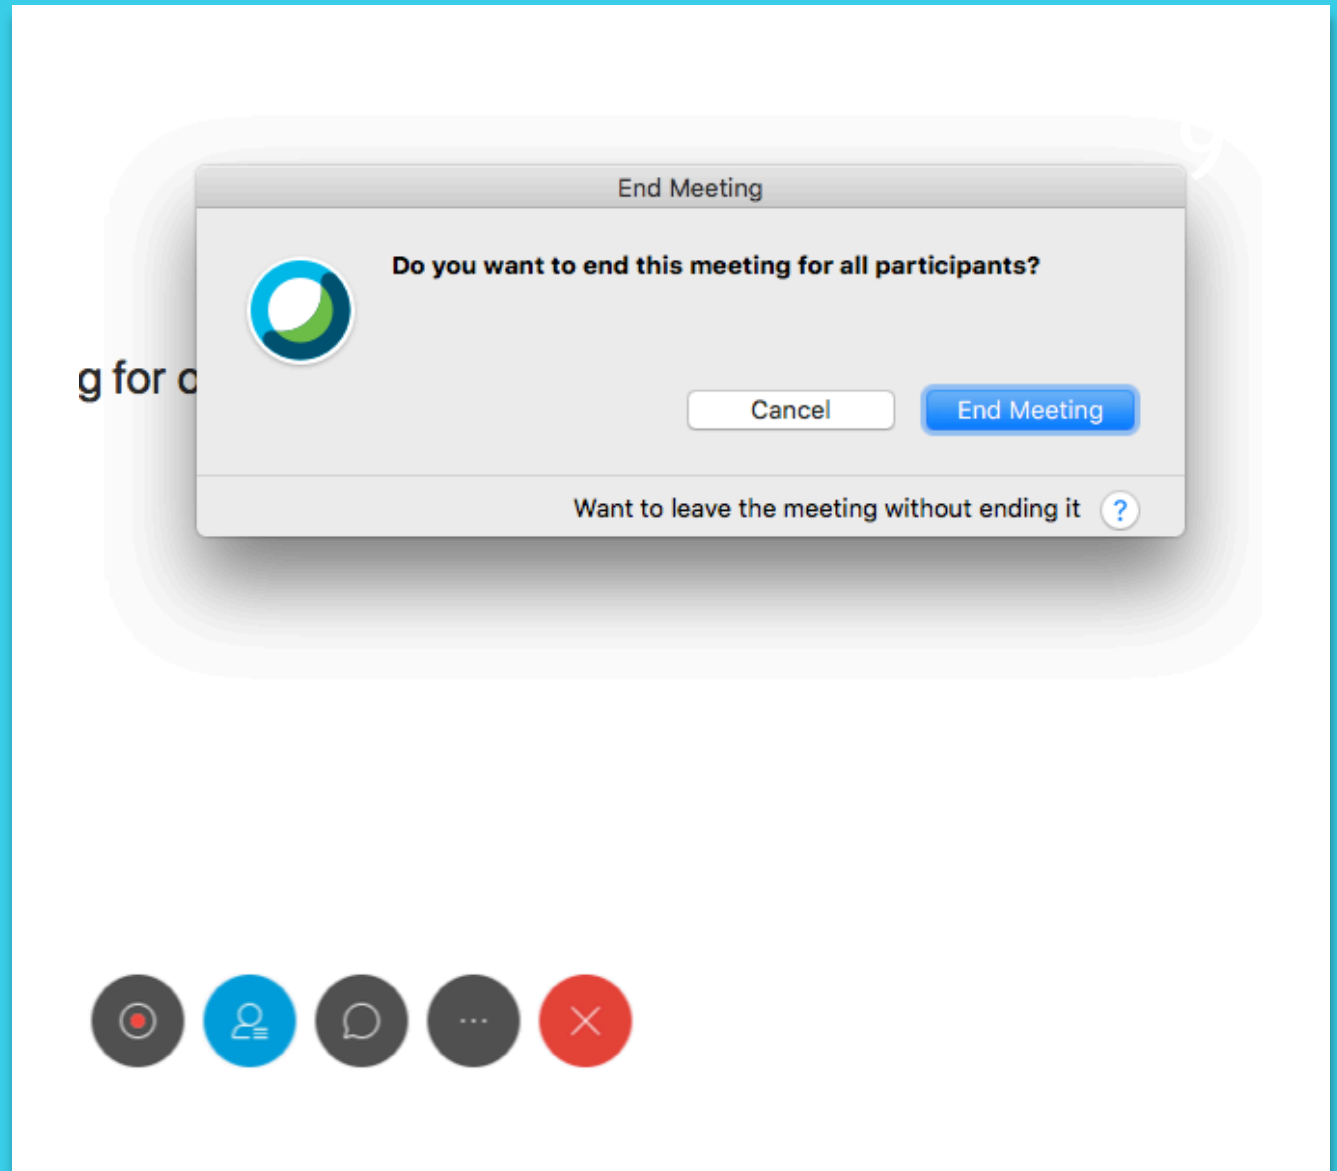 9
End Meeting
Do you want to end this meeting for all participants?
g for
Cancel
End Meeting
Want to leave the meeting without ending it ?